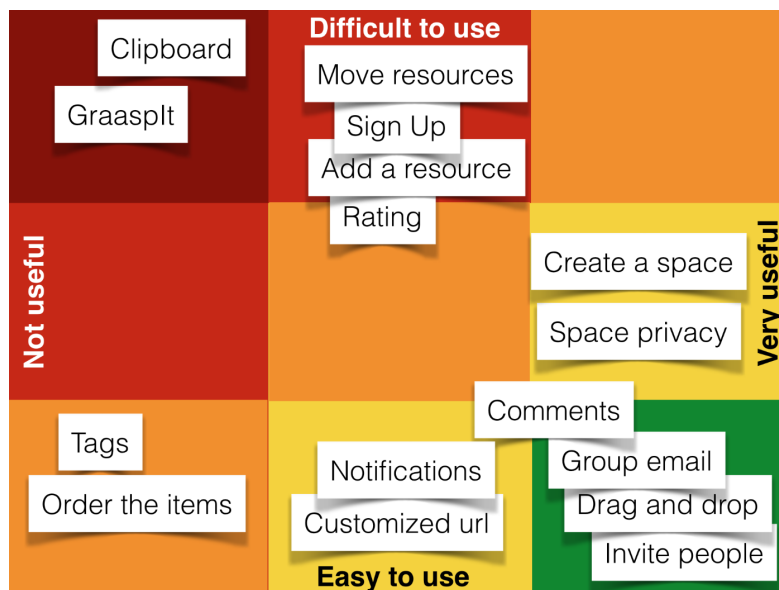 Difficult to use
Clipboard
GraaspIt
Move resources
Sign Up
Add a resource
Rating
Not useful
Create a space
Space privacy
Very useful
Comments
Tags
Order the items
Notifications
Customized url
Group email
Drag and drop
Invite people
Easy to use